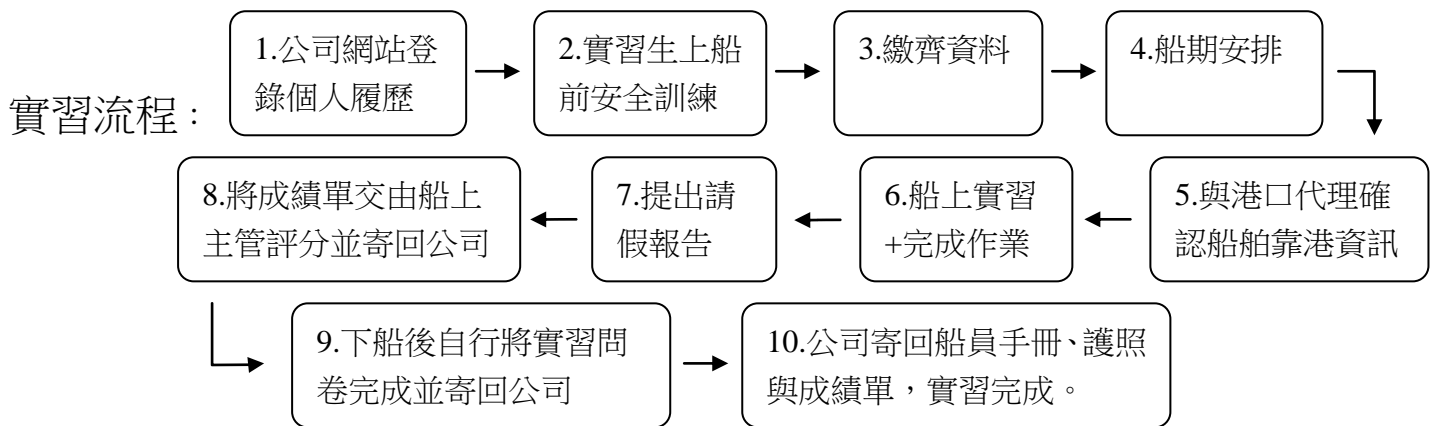 實習流程：
1.公司網站登
錄個人履歷
2.實習生上船
前安全訓練
3.繳齊資料
4.船期安排
5.與港口代理確
認船舶靠港資訊
6.船上實習
+完成作業
7.提出請
假報告
8.將成績單交由船上
主管評分並寄回公司
9.下船後自行將實習問
卷完成並寄回公司
10.公司寄回船員手冊、護照
與成績單，實習完成。